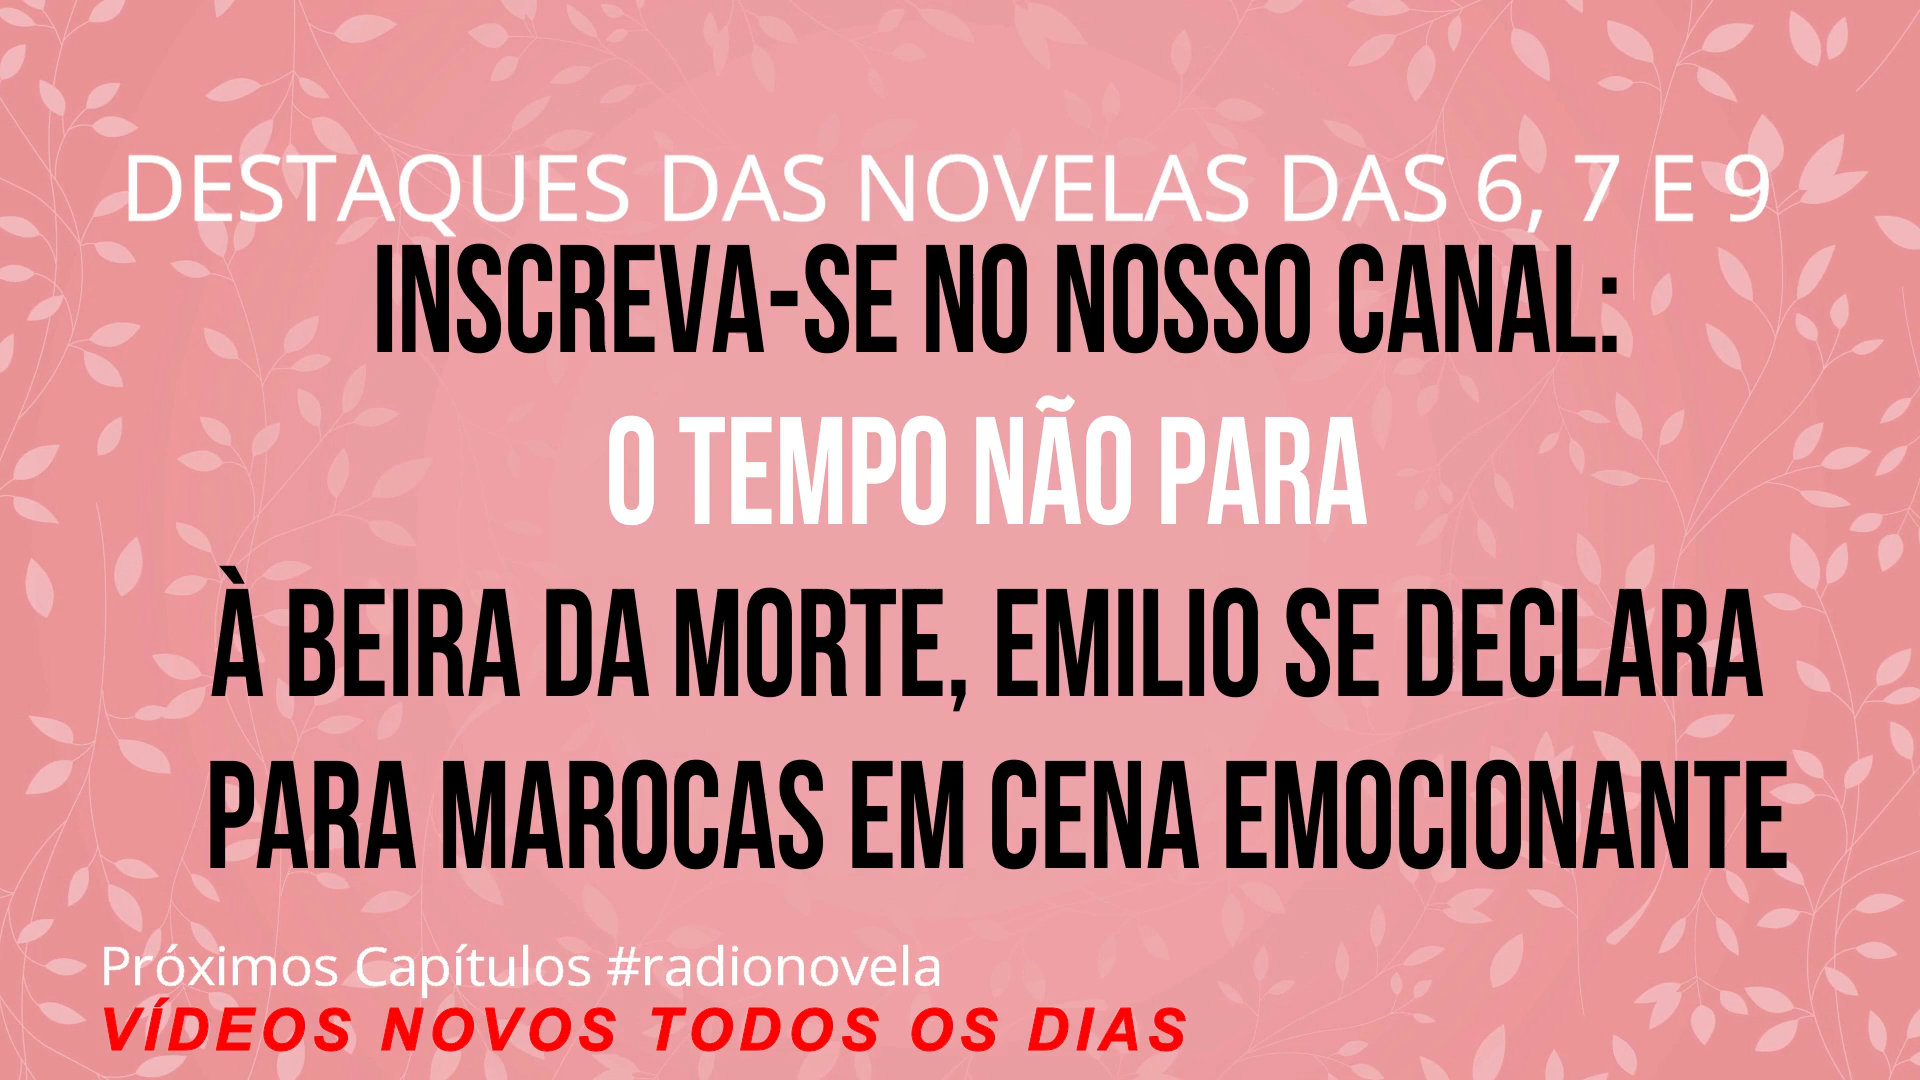 DESTAQUES DAS NOVELAS DAS 6, 7 E 9
INSCREVA-SE NO NOSSO CANAL:
O TEMPO NÃO PARA
À BEIRA DA MORTE, EMILIO SE DECLARA
PARA MAROCAS EM CENA EMOCIONANTE
Próximos Capítulos #radionovela
VÍDEOS NOVOS TODOS OS DIAS